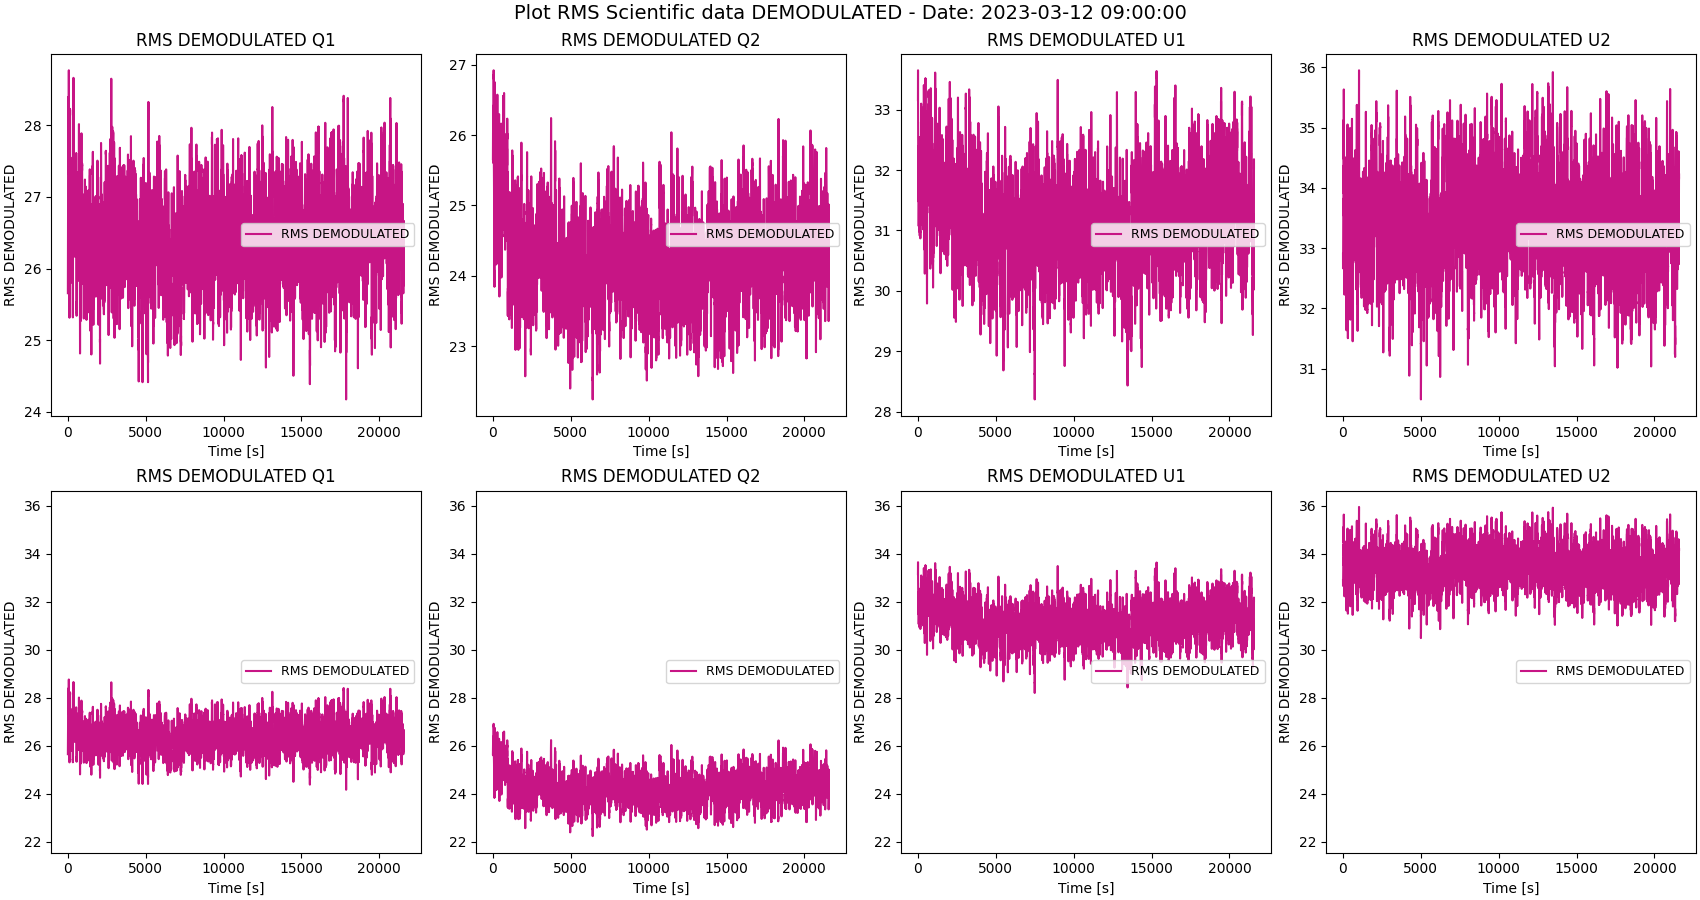 Plot RMS Scientific data DEMODULATED - Date: 2023-03-12 09:00:00
RMS DEMODULATED Q1
RMS DEMODULATED
28
27
26
25
24
RMS DEMODULATED
0 5000 10000 15000 20000
Time [s]
RMS DEMODULATED Q2
RMS DEMODULATED
27
26
25
24
23
RMS DEMODULATED
0 5000 10000 15000 20000
Time [s]
RMS DEMODULATED U1
RMS DEMODULATED
33
32
31
30
29
28
RMS DEMODULATED
0 5000 10000 15000 20000
Time [s]
RMS DEMODULATED U2
RMS DEMODULATED
36
35
34
33
32
31
RMS DEMODULATED
0 5000 10000 15000 20000
Time [s]
RMS DEMODULATED Q1
RMS DEMODULATED
36
34
32
30
28
26
24
22
RMS DEMODULATED
0 5000 10000 15000 20000
Time [s]
RMS DEMODULATED Q2
RMS DEMODULATED
36
34
32
30
28
26
24
22
RMS DEMODULATED
0 5000 10000 15000 20000
Time [s]
RMS DEMODULATED U1
RMS DEMODULATED
36
34
32
30
28
26
24
22
RMS DEMODULATED
0 5000 10000 15000 20000
Time [s]
RMS DEMODULATED U2
RMS DEMODULATED
36
34
32
30
28
26
24
22
RMS DEMODULATED
0 5000 10000 15000 20000
Time [s]